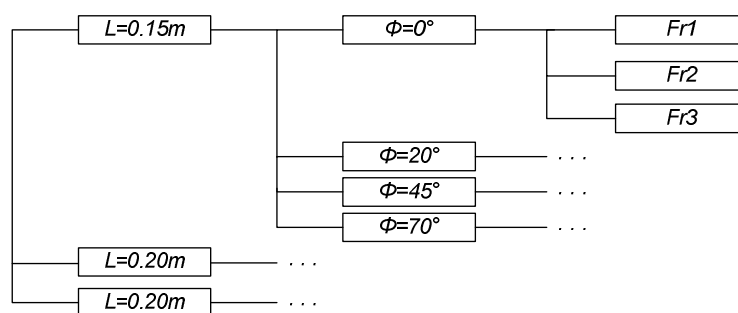 L=0.15m Φ=0° Fr1
Fr2
Fr3
Φ=20° . . .
Φ=45° . . .
Φ=70° . . .
L=0.20m . . .
L=0.20m . . .